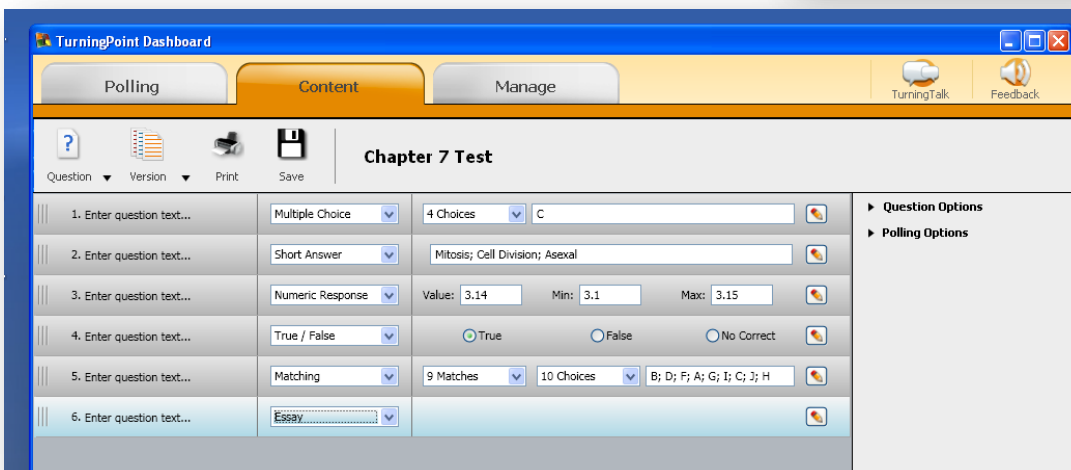 TurningPoint Dashboard
Polling Content Manage TurningTalk Feedback
Question Version Print Save Chapter 7 Test
1. Enter question text... Multiple Choice 4 Choices C
2. Enter question text... Short Answer Mitosis; Cell Division; Asexal
3. Enter question text... Numeric Response Value: 3.14 Min: 3.1 Max: 3.15
4. Enter question text... True / False True False No Correct
5. Enter question text... Matching 9 Matches 10 Choices B; D; F; A; G; I; C; J; H
6. Enter question text... Essay
Question Options
Polling Options